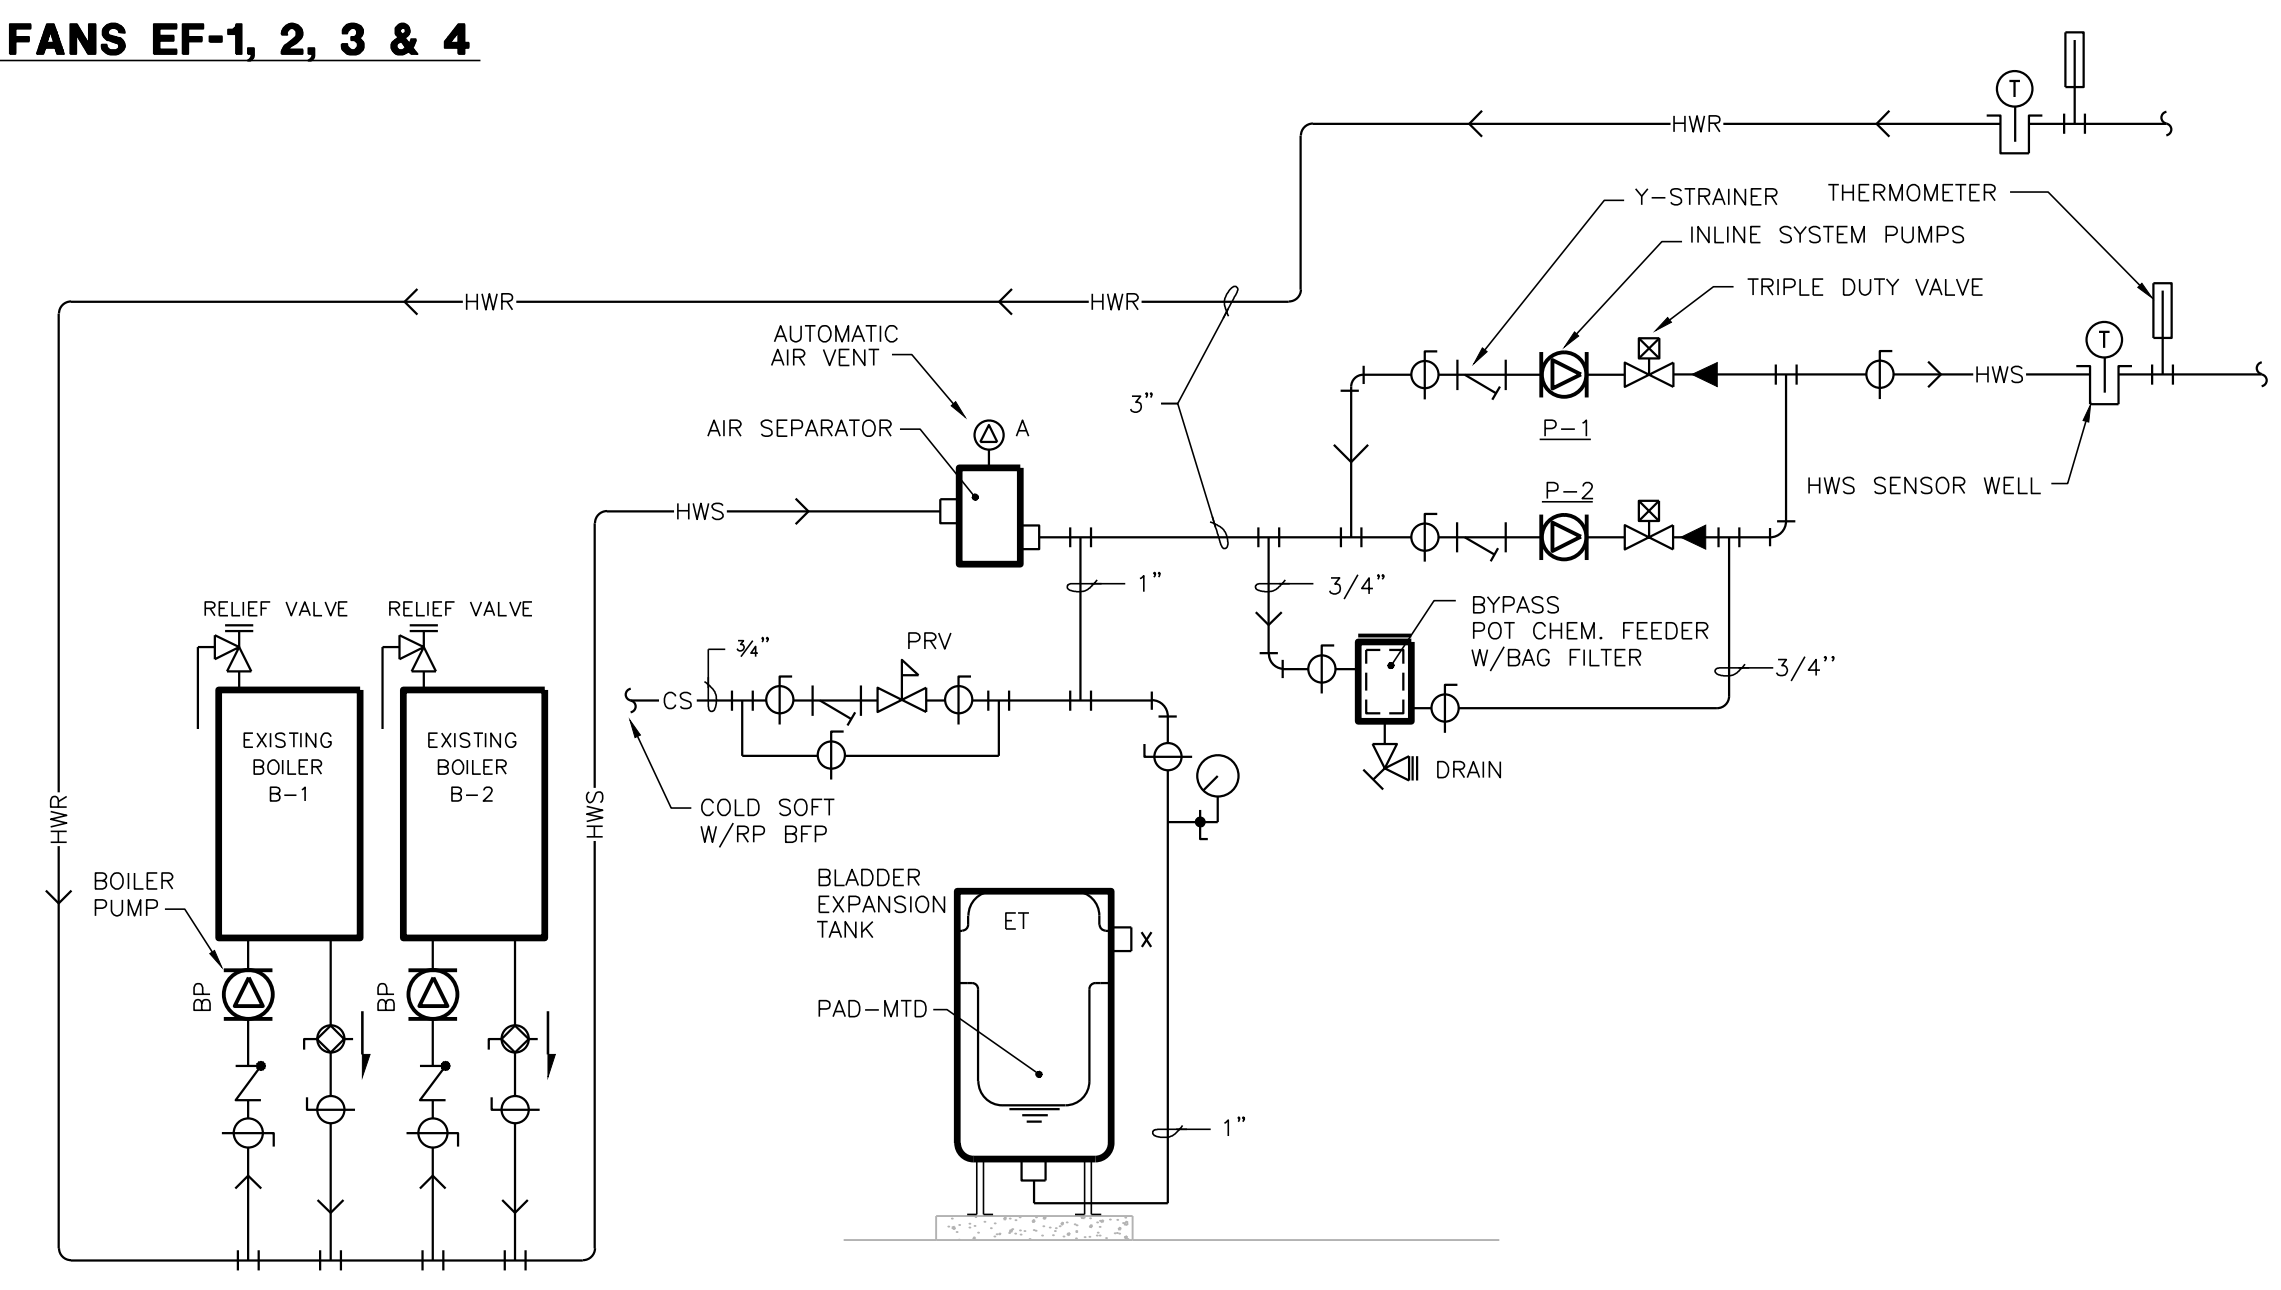 FANS EF-1, 2, 3 & 4
T
HWR
Y-STRAINER
THERMOMETER
INLINE SYSTEM PUMPS
TRIPLE DUTY VALVE
HWR
HWR
AUTOMATIC
AIR VENT
T
HWS
3"
P-1
AIR SEPARATOR
A
HWS SENSOR WELL
P-2
HWS
1"
3/4"
RELIEF VALVE
RELIEF VALVE
BYPASS
POT CHEM. FEEDER
W/BAG FILTER
3/4"
3/4"
PRV
CS
EXISTING
BOILER
B-1
EXISTING
BOILER
B-2
DRAIN
COLD SOFT
W/RP BFP
HWR
HWS
BOILER
PUMP
BLADDER
EXPANSION
TANK
ET
X
BP
BP
PAD-MTD
1"